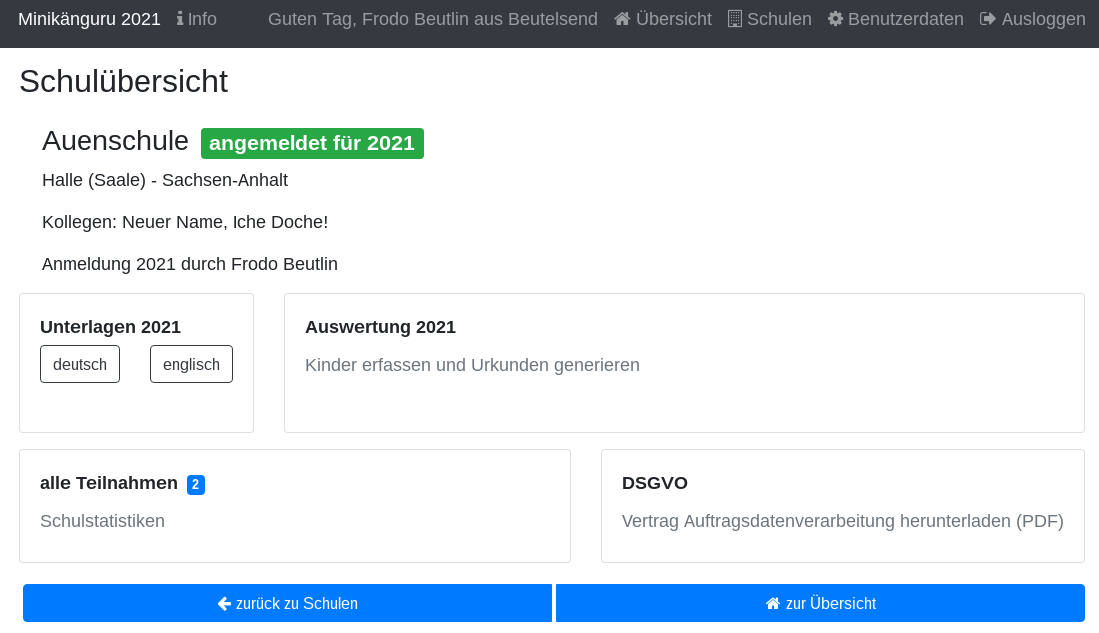 Minikänguru 2021 Info Guten Tag, Frodo Beutlin aus Beutelsend Übersicht Schulen Benutzerdaten Ausloggen
Schulübersicht
Auenschule angemeldet für 2021
Halle (Saale) - Sachsen-Anhalt
Kollegen: Neuer Name, Iche Doche!
Anmeldung 2021 durch Frodo Beutlin
Unterlagen 2021
deutsch englisch
Auswertung 2021
Kinder erfassen und Urkunden generieren
alle Teilnahmen 2
Schulstatistiken
DSGVO
Vertrag Auftragsdatenverarbeitung herunterladen (PDF)
zurück zu Schulen zur Übersicht